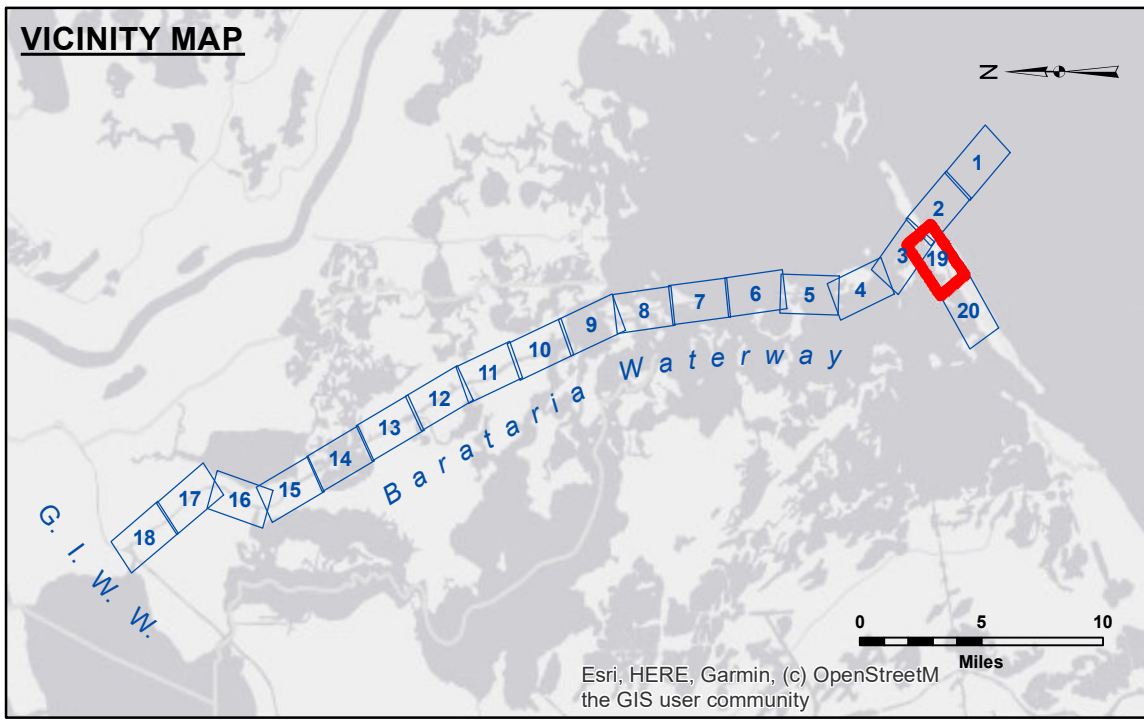 VICINITY MAP
N
1
2
3
19
4
5
6
7
8
20
9
10
11
12
13
14
15
16
17
18
Barataria Waterway
G. I. W. W.
0 5 10
Miles
Esri, HERE, Garmin, (c) OpenStreetM
the GIS user community